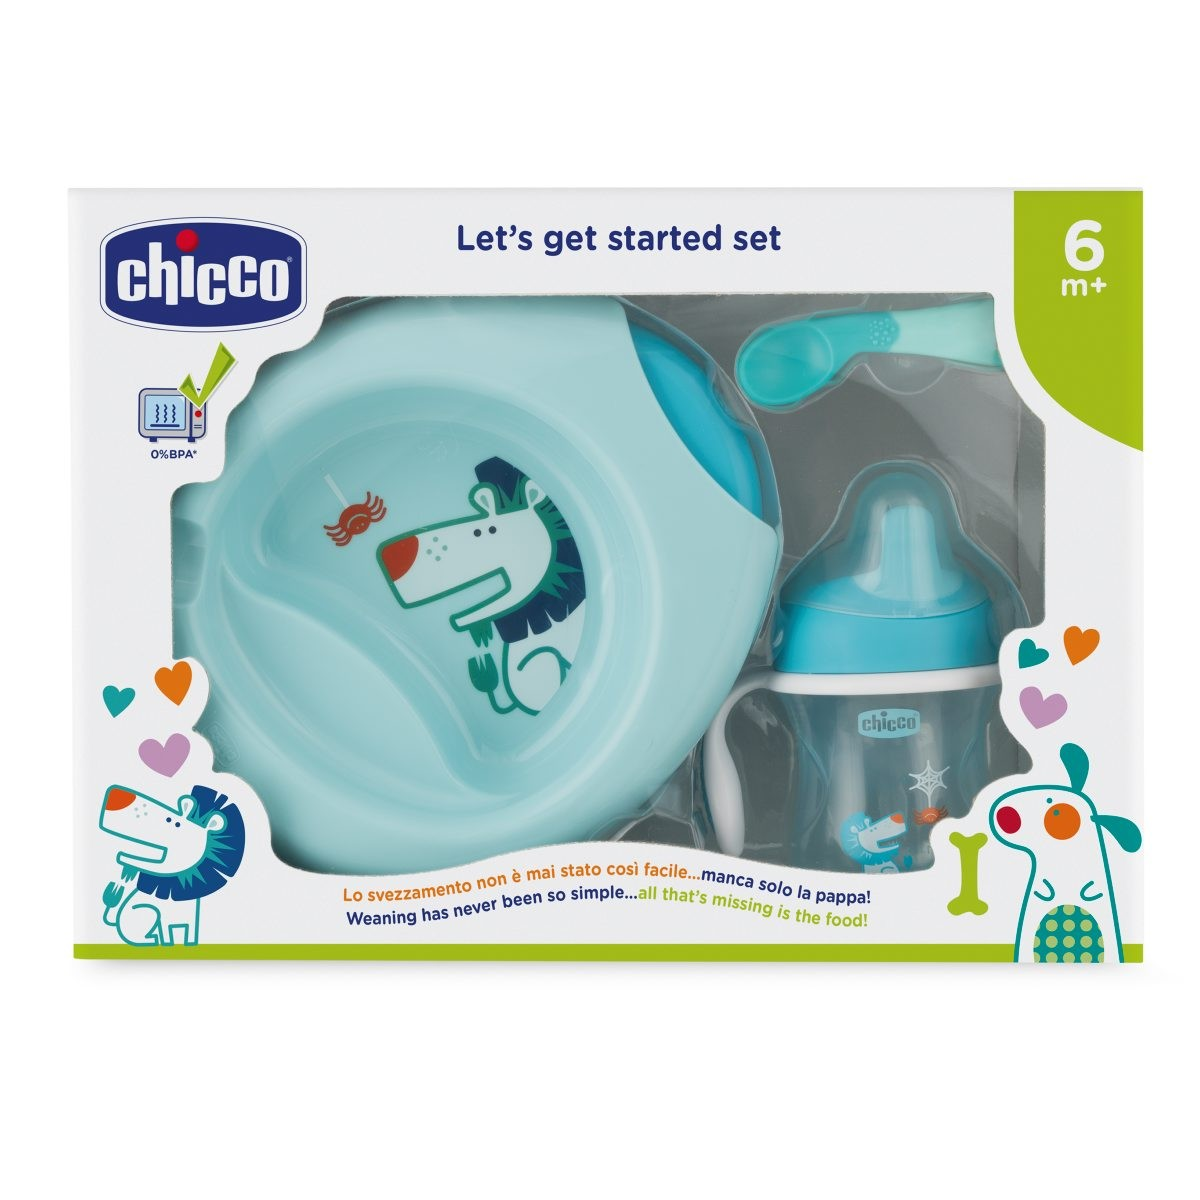 chicco
Let's get started set
6
m+
0%BPA*
chicco
Lo svezzamento non è mai stato così facile...manca solo la pappa!
Weaning has never been so simple...all that's missing is the food!